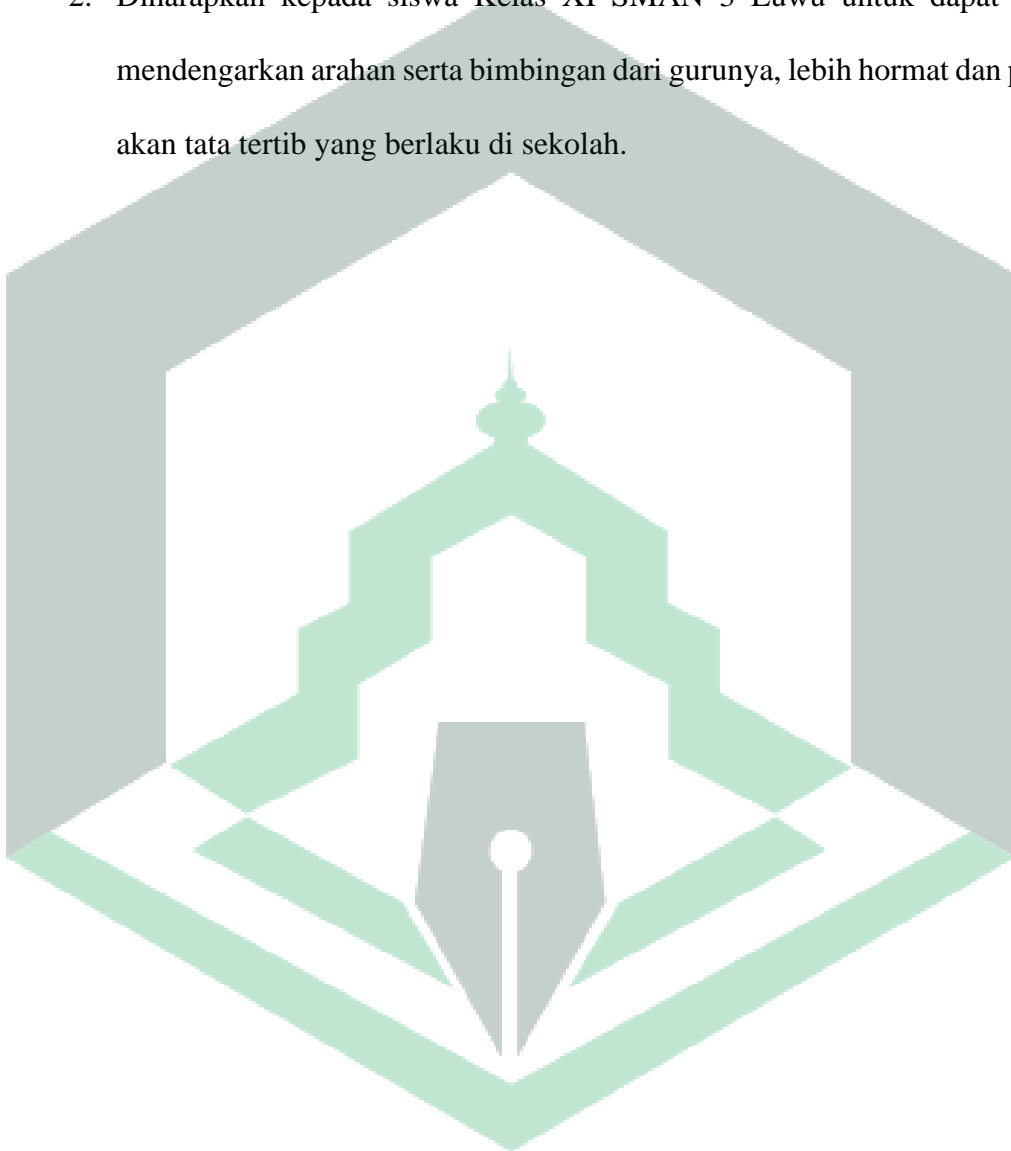 2. Diharapkan kepada siswa Kelas XI SMAN 3 Luwu untuk dapat
mendengarkan arahan serta bimbingan dari gurunya, lebih hormat dan
akan tata tertib yang berlaku di sekolah.